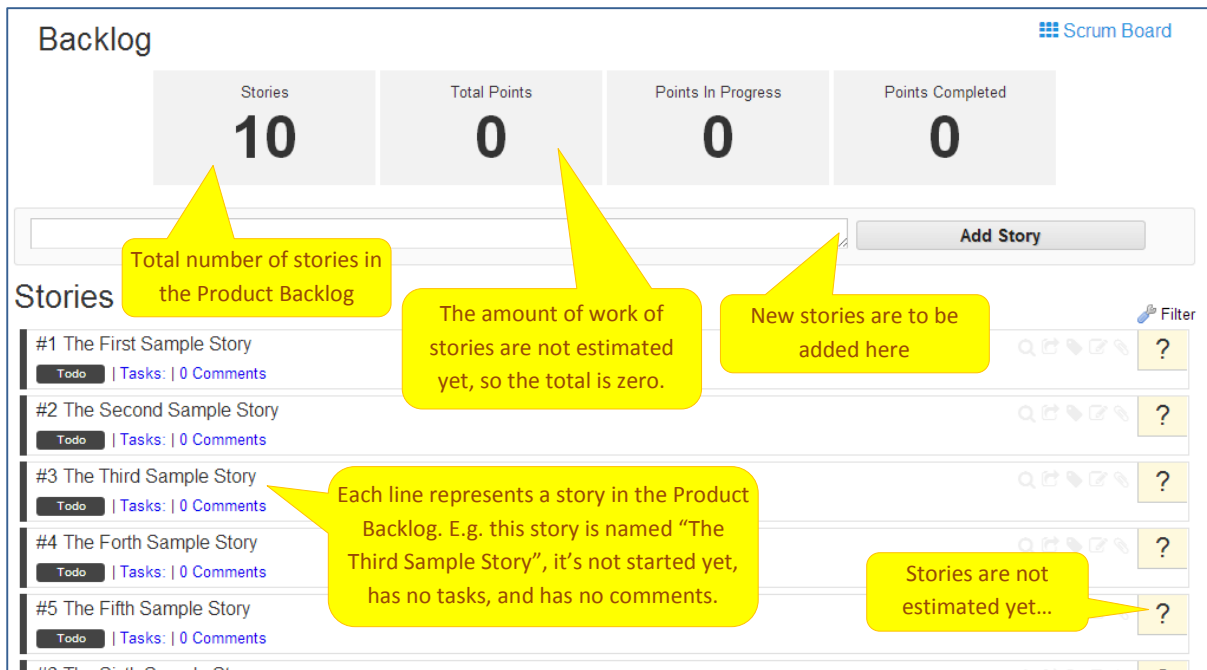 Backlog
Scrum Board
Stories
Total Points
Points In Progress
Points Completed
10
0
0
0
Add Story
Total number of stories in
the Product Backlog
The amount of work of
stories are not estimated
yet, so the total is zero.
New stories are to be
added here
Stories
Filter
#1 The First Sample Story
?
Todo | Tasks: | 0 Comments
#2 The Second Sample Story
?
Todo | Tasks: | 0 Comments
#3 The Third Sample Story
?
Todo | Tasks: | 0 Comments
Each line represents a story in the Product
Backlog. E.g. this story is named “The
Third Sample Story”, it’s not started yet,
has no tasks, and has no comments.
#4 The Forth Sample Story
?
Todo | Tasks: | 0 Comments
Stories are not
estimated yet…
#5 The Fifth Sample Story
?
Todo | Tasks: | 0 Comments